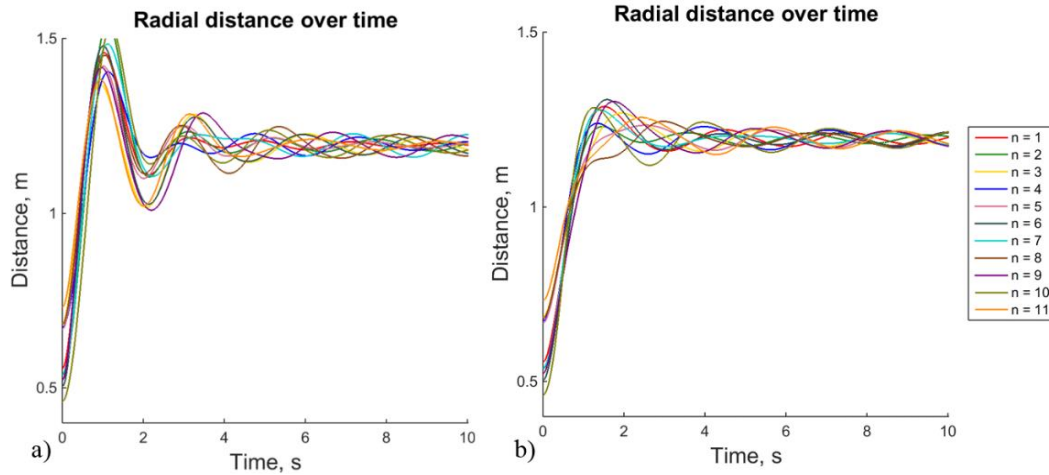 Radial distance over time
Distance, m
1.5
1
0.5
0 2 4 6 8 10
Time, s
a)
Radial distance over time
Distance, m
1.5
1
0.5
0 2 4 6 8 10
Time, s
b)
n = 1
n = 2
n = 3
n = 4
n = 5
n = 6
n = 7
n = 8
n = 9
n = 10
n = 11